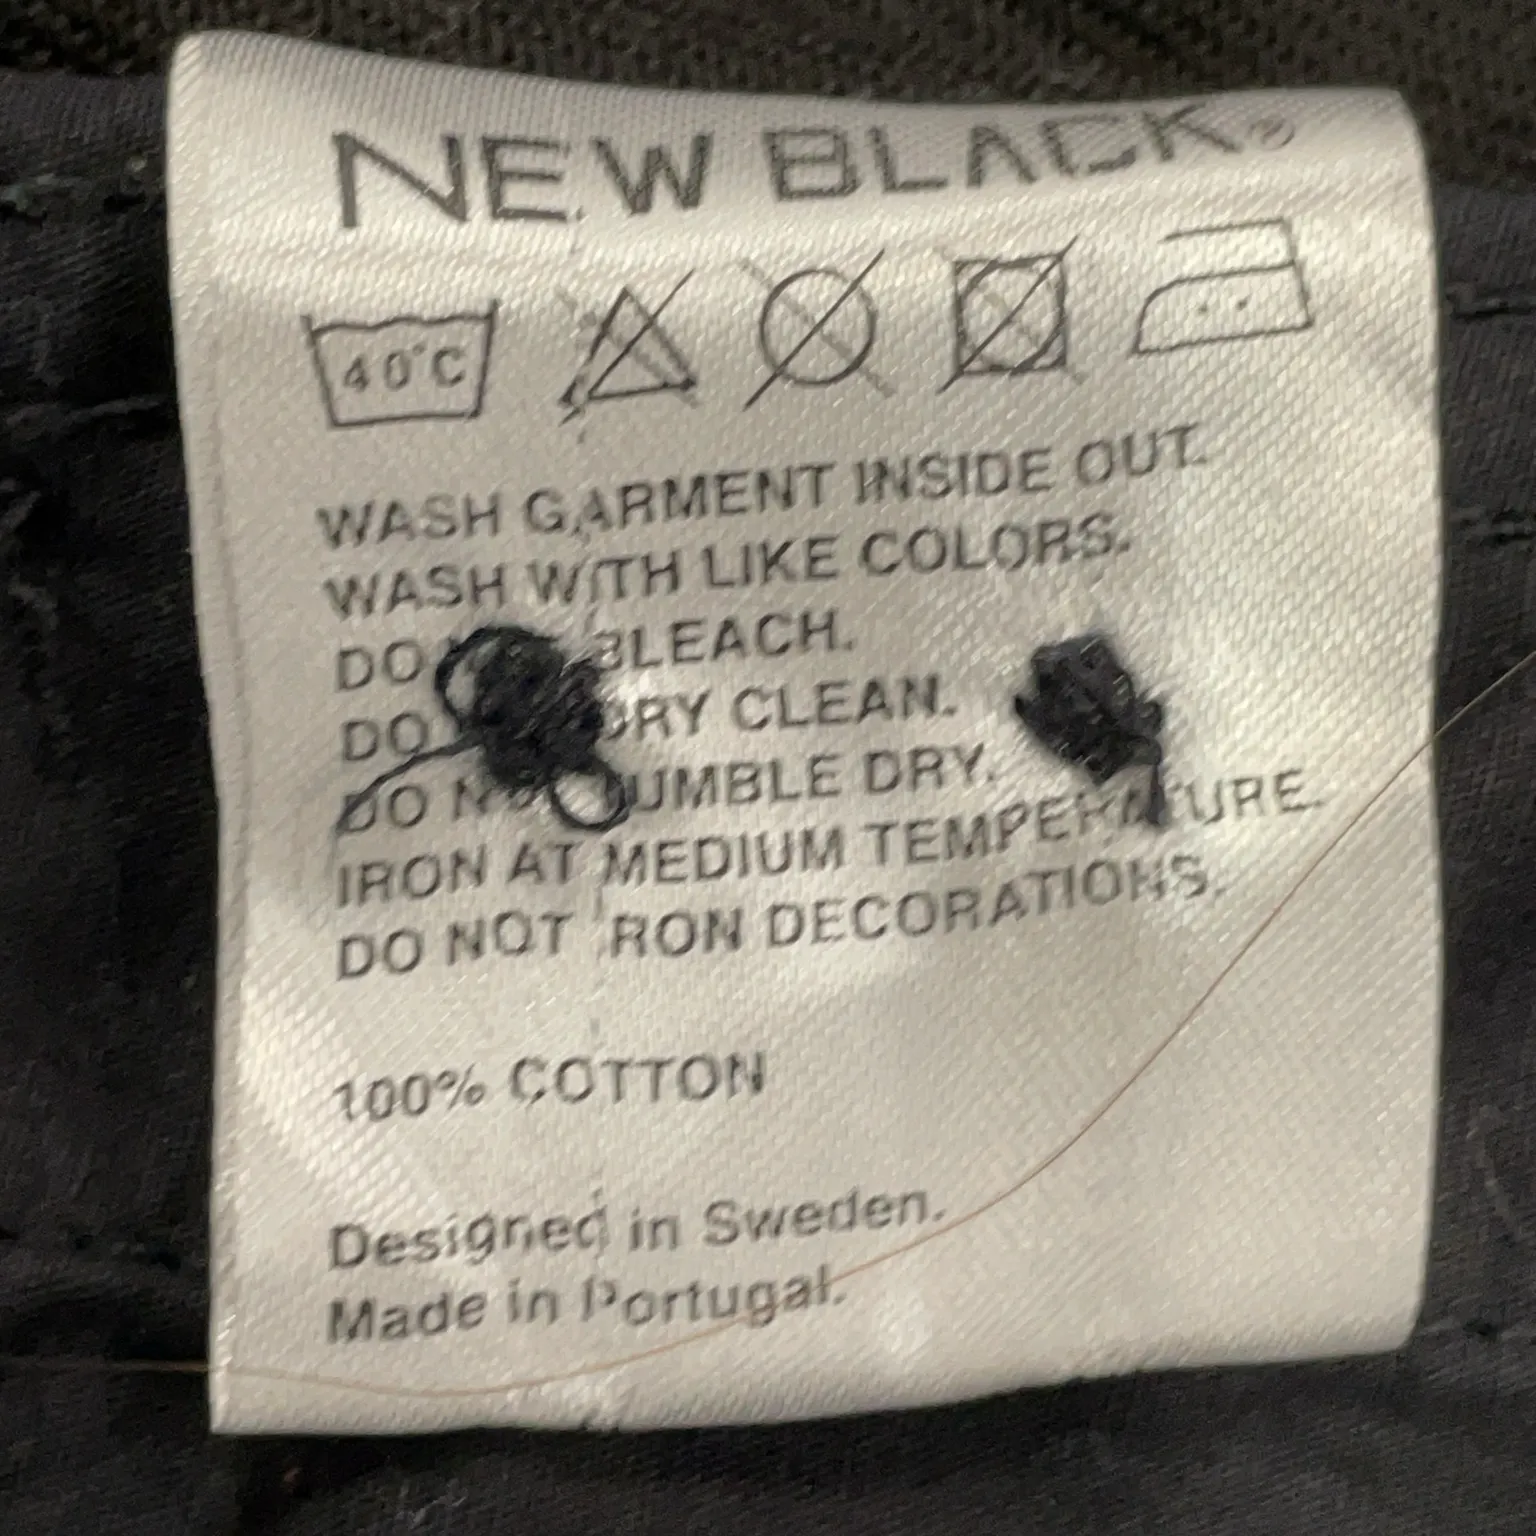 NEW BLACK®
40°C
WASH GARMENT INSIDE OUT.
WASH WITH LIKE COLORS.
DO BLEACH.
DO DRY CLEAN.
DO NOT TUMBLE DRY.
IRON AT MEDIUM TEMPERATURE.
DO NOT IRON DECORATIONS.
100% COTTON
Designed in Sweden.
Made in Portugal.